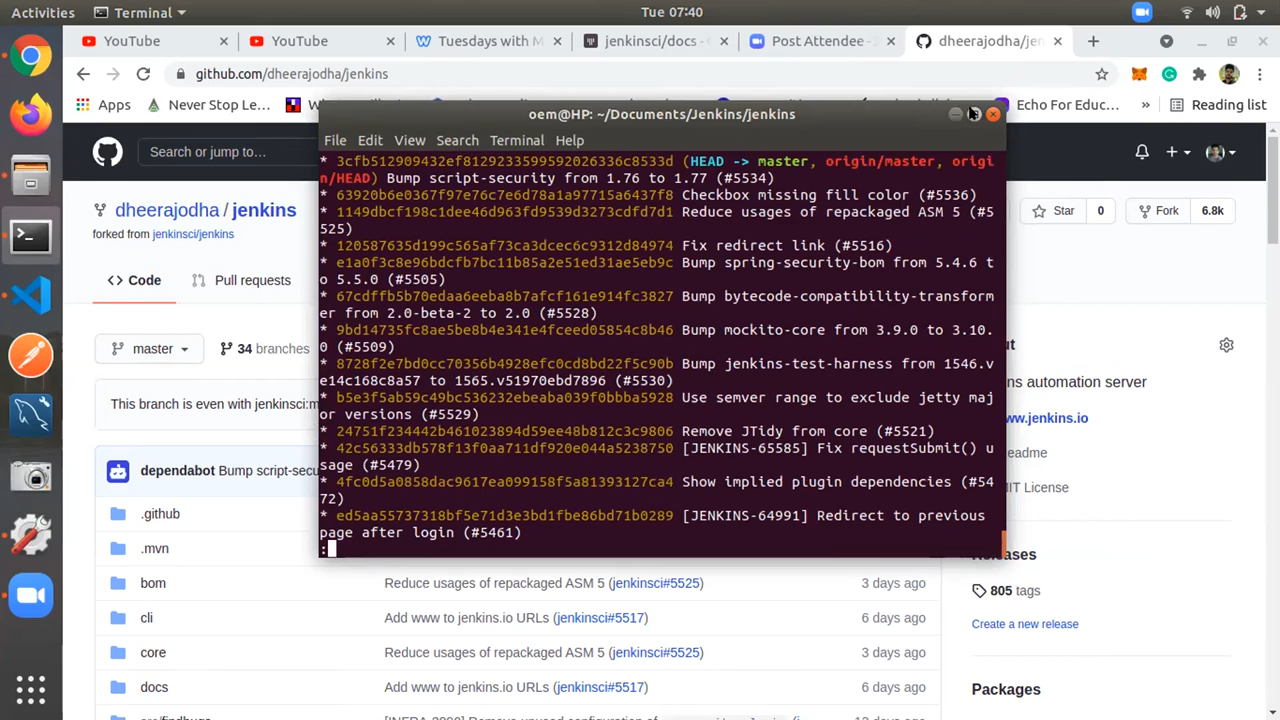 Activities
Terminal
Tue 07:40
YouTube
YouTube
Tuesdays with M
jenkinsci/docs - G
Post Attendee - Z
dheerajodha/jen
github.com/dheerajodha/jenkins
Apps
Never Stop Le...
Echo For Educ...
»
Reading list
oem@HP: ~/Documents/Jenkins/jenkins
File Edit View Search Terminal Help
* 3cfb512909432ef8129233599592026336c8533d (HEAD -> master, origin/master, origi
n/HEAD) Bump script-security from 1.76 to 1.77 (#5534)
* 63920b6e0367f97e76c7e6d78a1a97715a6437f8 Checkbox missing fill color (#5536)
* 1149dbcf198c1dee46d963fd9539d3273cdfd7d1 Reduce usages of repackaged ASM 5 (#5
525)
* 120587635d199c565af73ca3dcec6c9312d84974 Fix redirect link (#5516)
* e1a0f3c8e96bdcfb7bc11b85a2e51ed31ae5eb9c Bump spring-security-bom from 5.4.6 t
o 5.5.0 (#5505)
* 67cdffb5b70edaa6eeba8b7afcf161e914fc3827 Bump bytecode-compatibility-transform
er from 2.0-beta-2 to 2.0 (#5528)
* 9bd14735fc8ae5be8b4e341e4fceed05854c8b46 Bump mockito-core from 3.9.0 to 3.10.
0 (#5509)
* 8728f2e7bd0cc70356b4928efc0cd8bd22f5c90b Bump jenkins-test-harness from 1546.v
e14c168c8a57 to 1565.v51970ebd7896 (#5530)
* b5e3f5ab59c49bc536232ebeaba039f0bbba5928 Use semver range to exclude jetty maj
or versions (#5529)
* 24751f234442b461023894d59ee48b812c3c9806 Remove JTidy from core (#5521)
* 42c56333db578f13f0aa711df920e044a5238750 [JENKINS-65585] Fix requestSubmit() u
sage (#5479)
* 4fc0d5a0858dac9617ea099158f5a81393127ca4 Show implied plugin dependencies (#54
72)
* ed5aa55737318bf5e71d3e3bd1fbe86bd71b0289 [JENKINS-64991] Redirect to previous
page after login (#5461)
:
Search or jump to...
dheerajodha / jenkins
forked from jenkinsci/jenkins
Star 0
Fork 6.8k
Code
Pull requests
master
34 branches
This branch is even with jenkinsci:m
dependabot Bump script-secu
.github
.mvn
bom
Reduce usages of repackaged ASM 5 (jenkinsci#5525)
3 days ago
cli
Add www to jenkins.io URLs (jenkinsci#5517)
6 days ago
core
Reduce usages of repackaged ASM 5 (jenkinsci#5525)
3 days ago
docs
Add www to jenkins.io URLs (jenkinsci#5517)
6 days ago
ut
ns automation server
ww.jenkins.io
eadme
IT License
Releases
805 tags
Create a new release
Packages